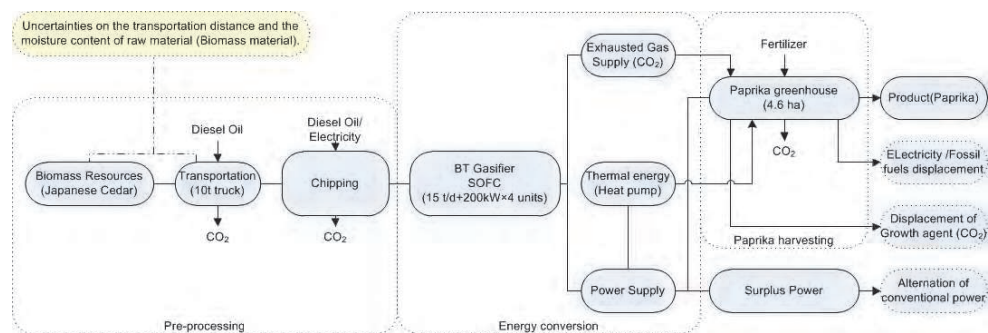 Uncertainties on the transportation distance and the
moisture content of raw material (Biomass material).
Diesel Oil
Diesel Oil/
Electricity
Biomass Resources
(Japanese Cedar)
Transportation
(10t truck)
Chipping
CO₂
CO₂
Pre-processing
BT Gasifier
SOFC
(15 t/d+200kW×4 units)
Exhausted Gas
Supply (CO₂)
Thermal energy
(Heat pump)
Power Supply
Energy conversion
Fertilizer
Paprika greenhouse
(4.6 ha)
CO₂
Paprika harvesting
Surplus Power
Product(Paprika)
ELectricity /Fossil
fuels displacement
Displacement of
Growth agent (CO₂)
Alternation of
conventional power